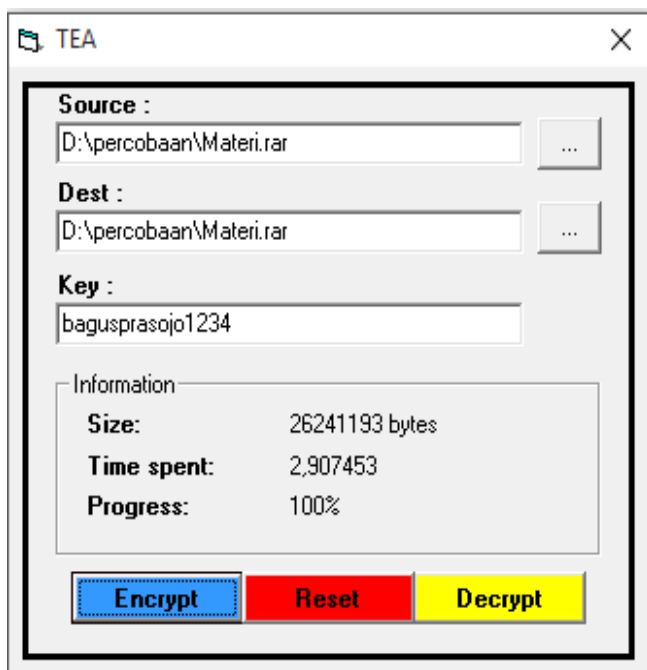 TEA
Source :
D:\percobaan\Materi.rar
...
Dest :
D:\percobaan\Materi.rar
...
Key :
bagusprasojo1234
Information
Size: 26241193 bytes
Time spent: 2,907453
Progress: 100%
Encrypt Reset Decrypt